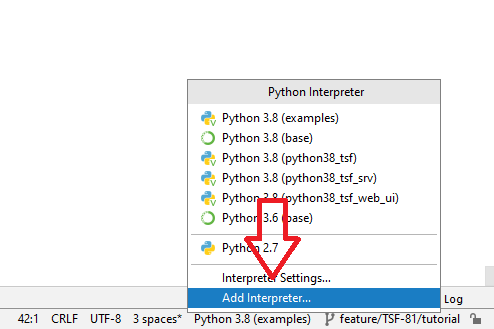 Python Interpreter
Python 3.8 (examples)
Python 3.8 (base)
Python 3.8 (python38_tsf)
Python 3.8 (python38_tsf_srv)
Python 3.8 (python38_tsf_web_ui)
Python 3.6 (base)
Python 2.7
Interpreter Settings...
Add Interpreter...
Log
42:1 CRLF UTF-8 3 spaces* Python 3.8 (examples) feature/TSF-81/tutorial